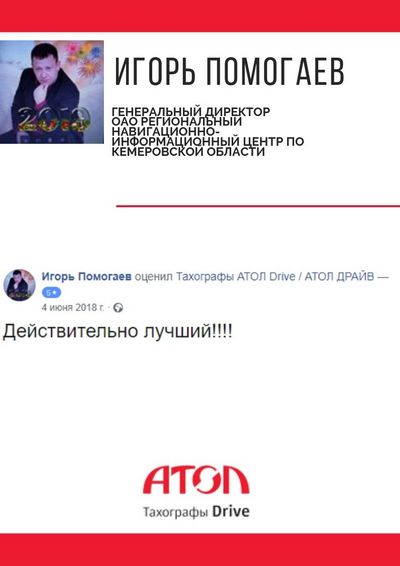 2019
ИГОРЬ ПОМОГАЕВ
ГЕНЕРАЛЬНЫЙ ДИРЕКТОР
ОАО РЕГИОНАЛЬНЫЙ
НАВИГАЦИОННО-
ИНФОРМАЦИОННЫЙ ЦЕНТР ПО
КЕМЕРОВСКОЙ ОБЛАСТИ
Игорь Помогаев оценил Тахографы АТОЛ Drive / АТОЛ ДРАЙВ —
5★
4 июня 2018 г. ·
Действительно лучший!!!!
АТОЛ
Тахографы Drive